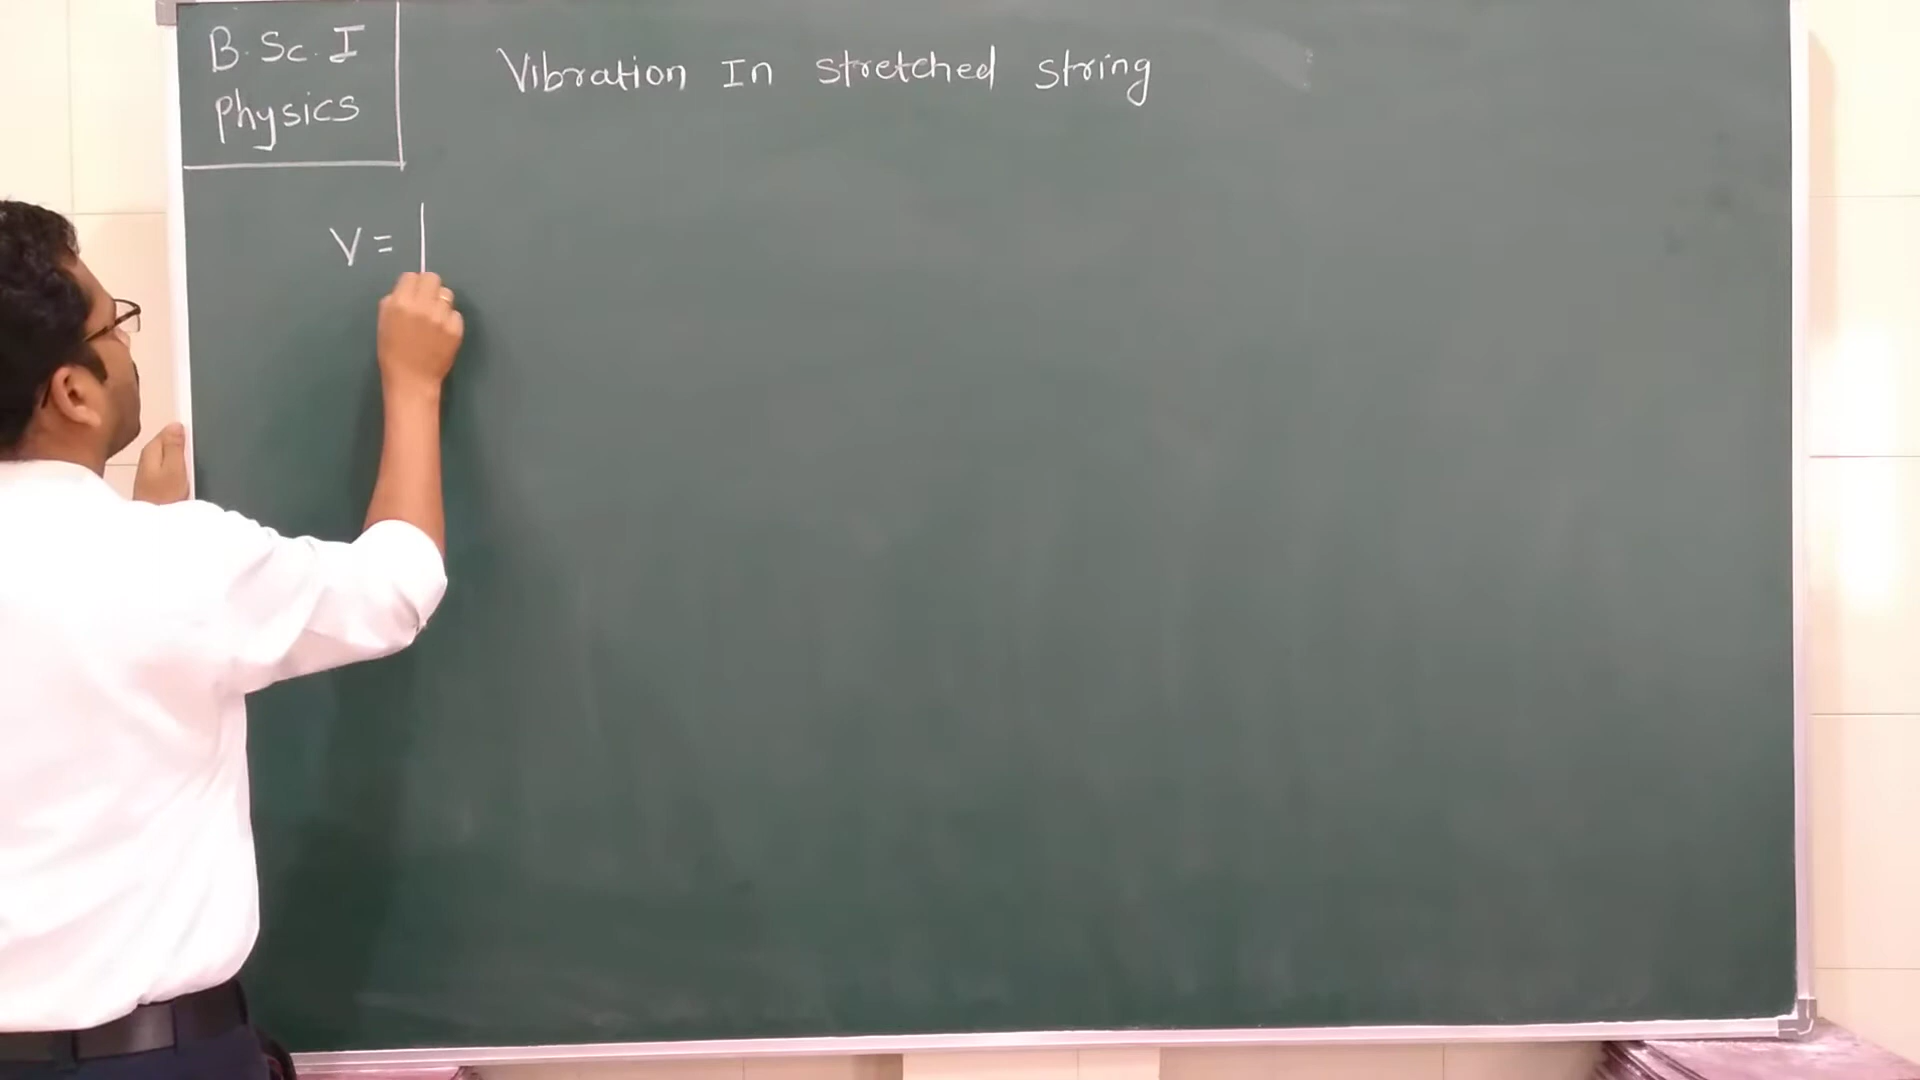 B.Sc.I
Physics
Vibration In stretched string
V = |